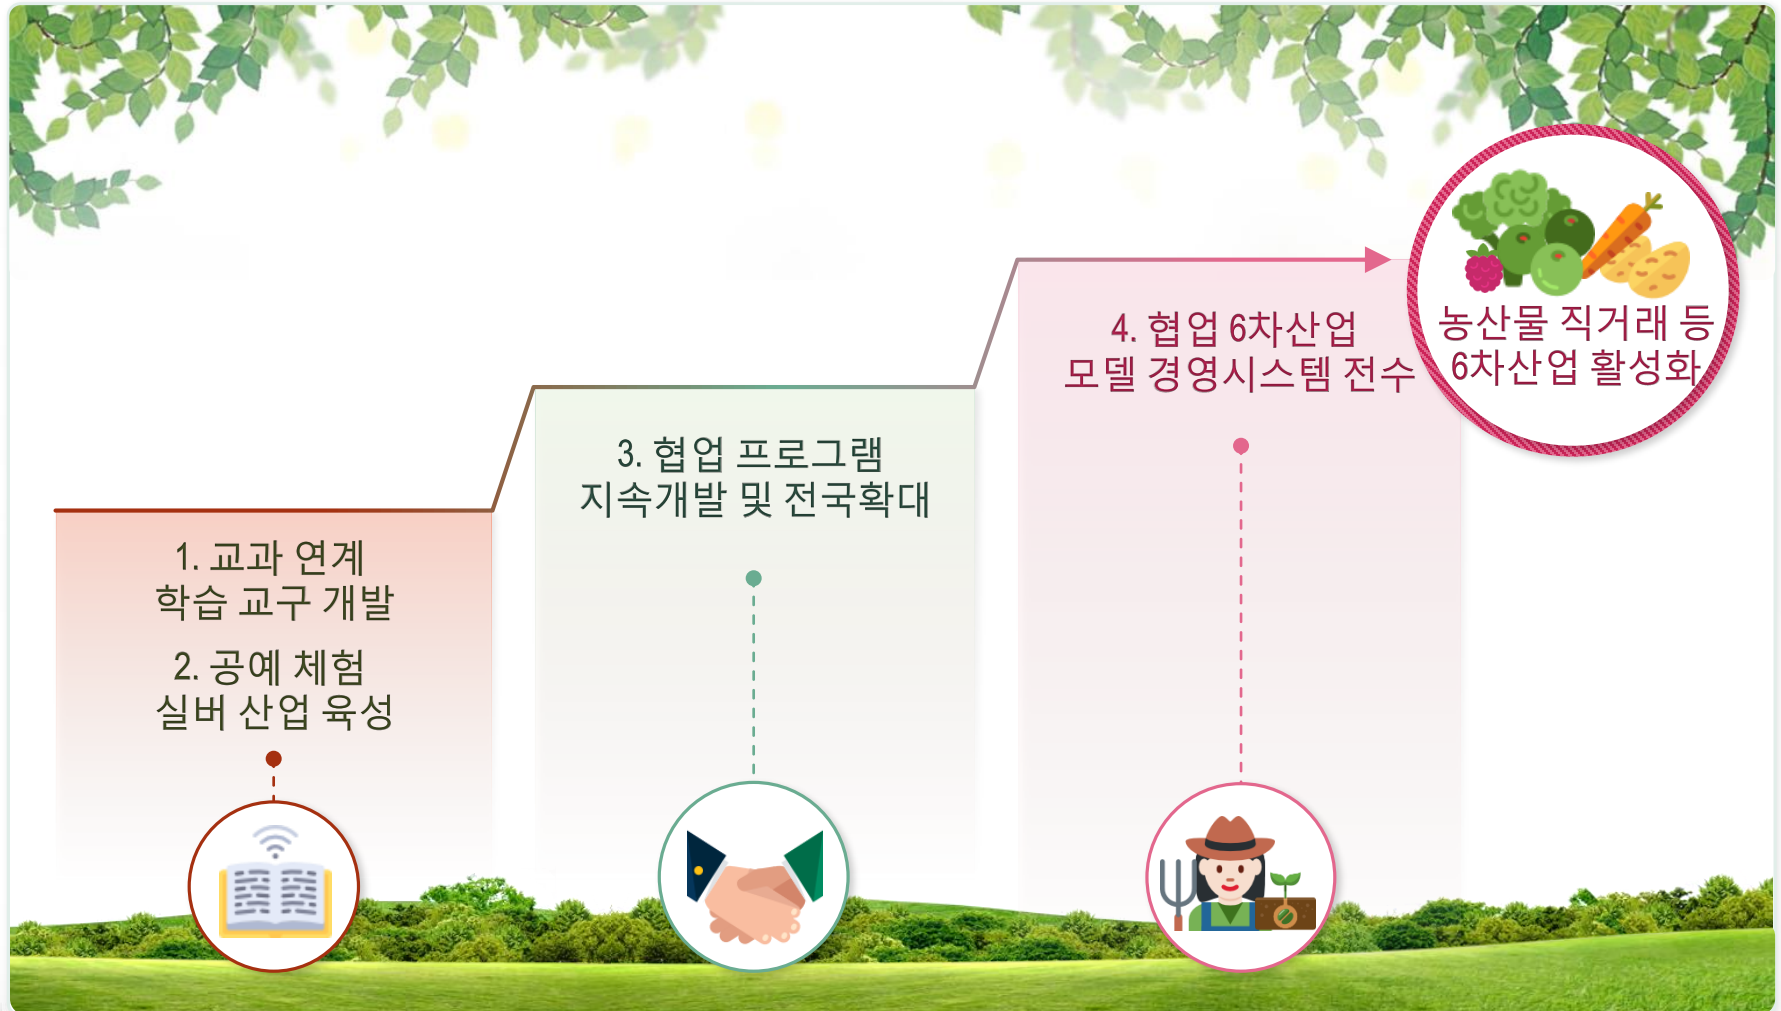 1. 교과 연계
학습 교구 개발
2. 공예 체험
실버 산업 육성
3. 협업 프로그램
지속개발 및 전국확대
4. 협업 6차산업
모델 경영시스템 전수
농산물 직거래 등
6차산업 활성화